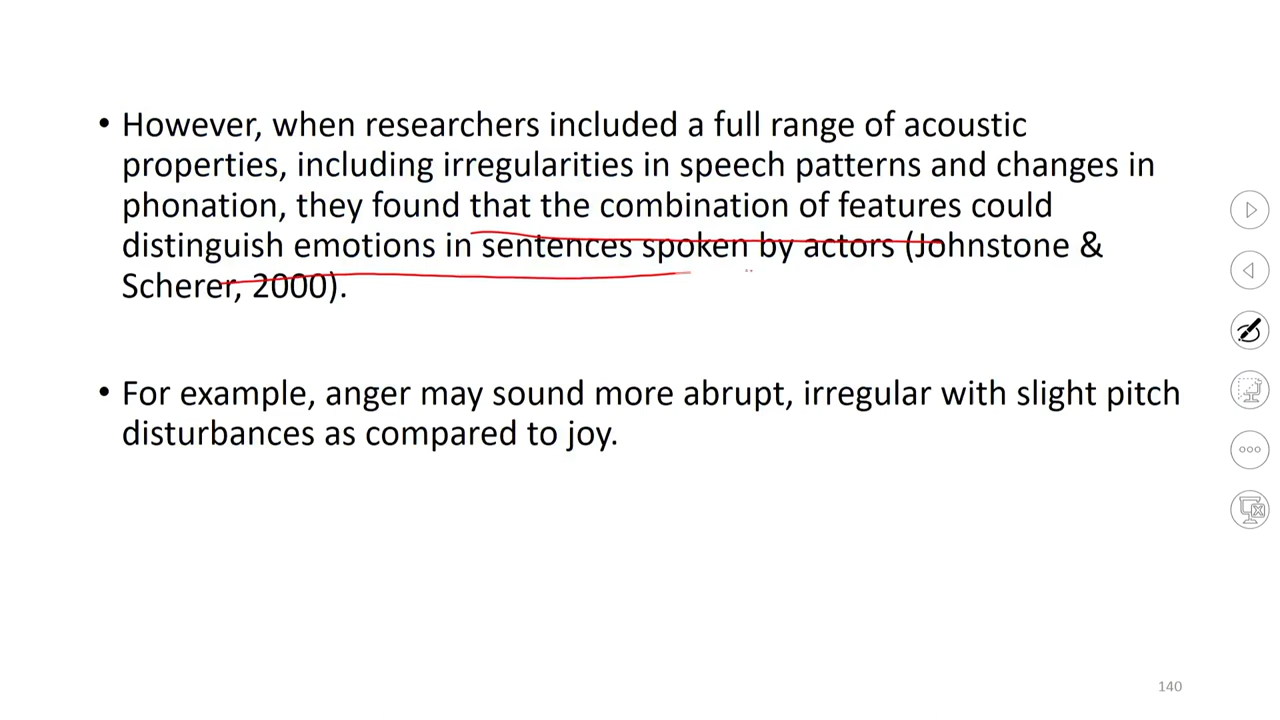 • However, when researchers included a full range of acoustic
properties, including irregularities in speech patterns and changes in
phonation, they found that the combination of features could
distinguish emotions in sentences spoken by actors (Johnstone &
Scherer, 2000).
• For example, anger may sound more abrupt, irregular with slight pitch
disturbances as compared to joy.
140